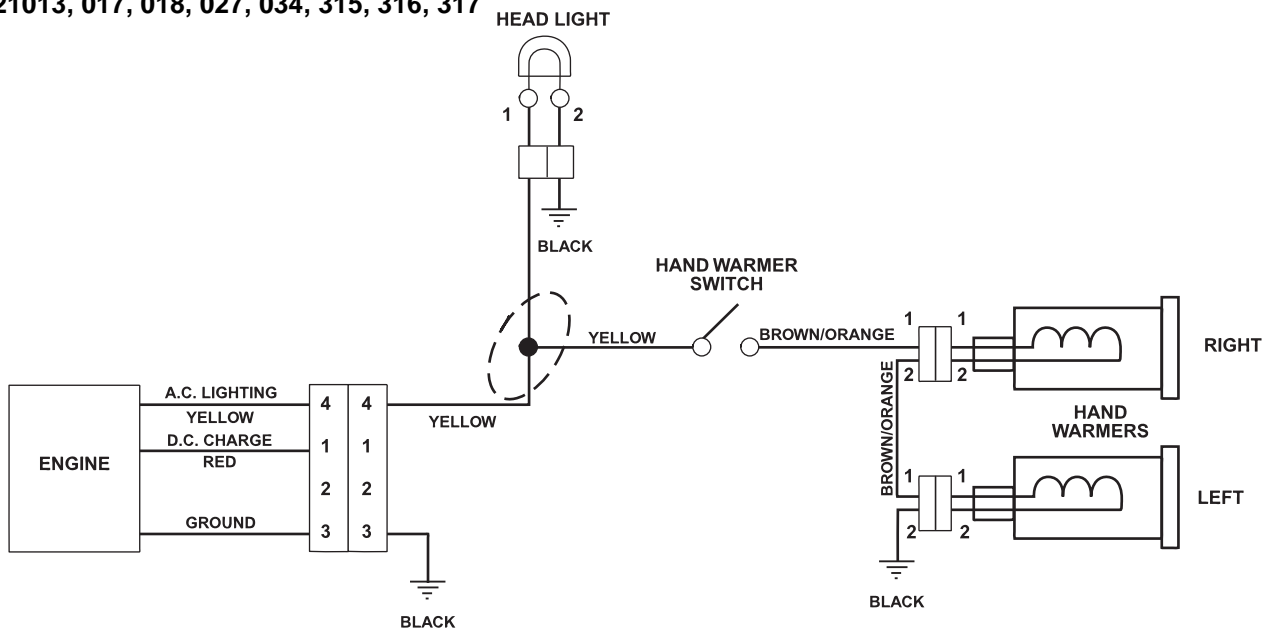 21013, 017, 018, 027, 034, 315, 316, 317
HEAD LIGHT
1
2
BLACK
HAND WARMER
SWITCH
YELLOW
BROWN/ORANGE
1
1
2
2
RIGHT
BROWN/ORANGE
HAND
WARMERS
1
1
2
2
LEFT
BLACK
ENGINE
A.C. LIGHTING
YELLOW
D.C. CHARGE
RED
GROUND
4
4
1
1
2
2
3
3
YELLOW
BLACK